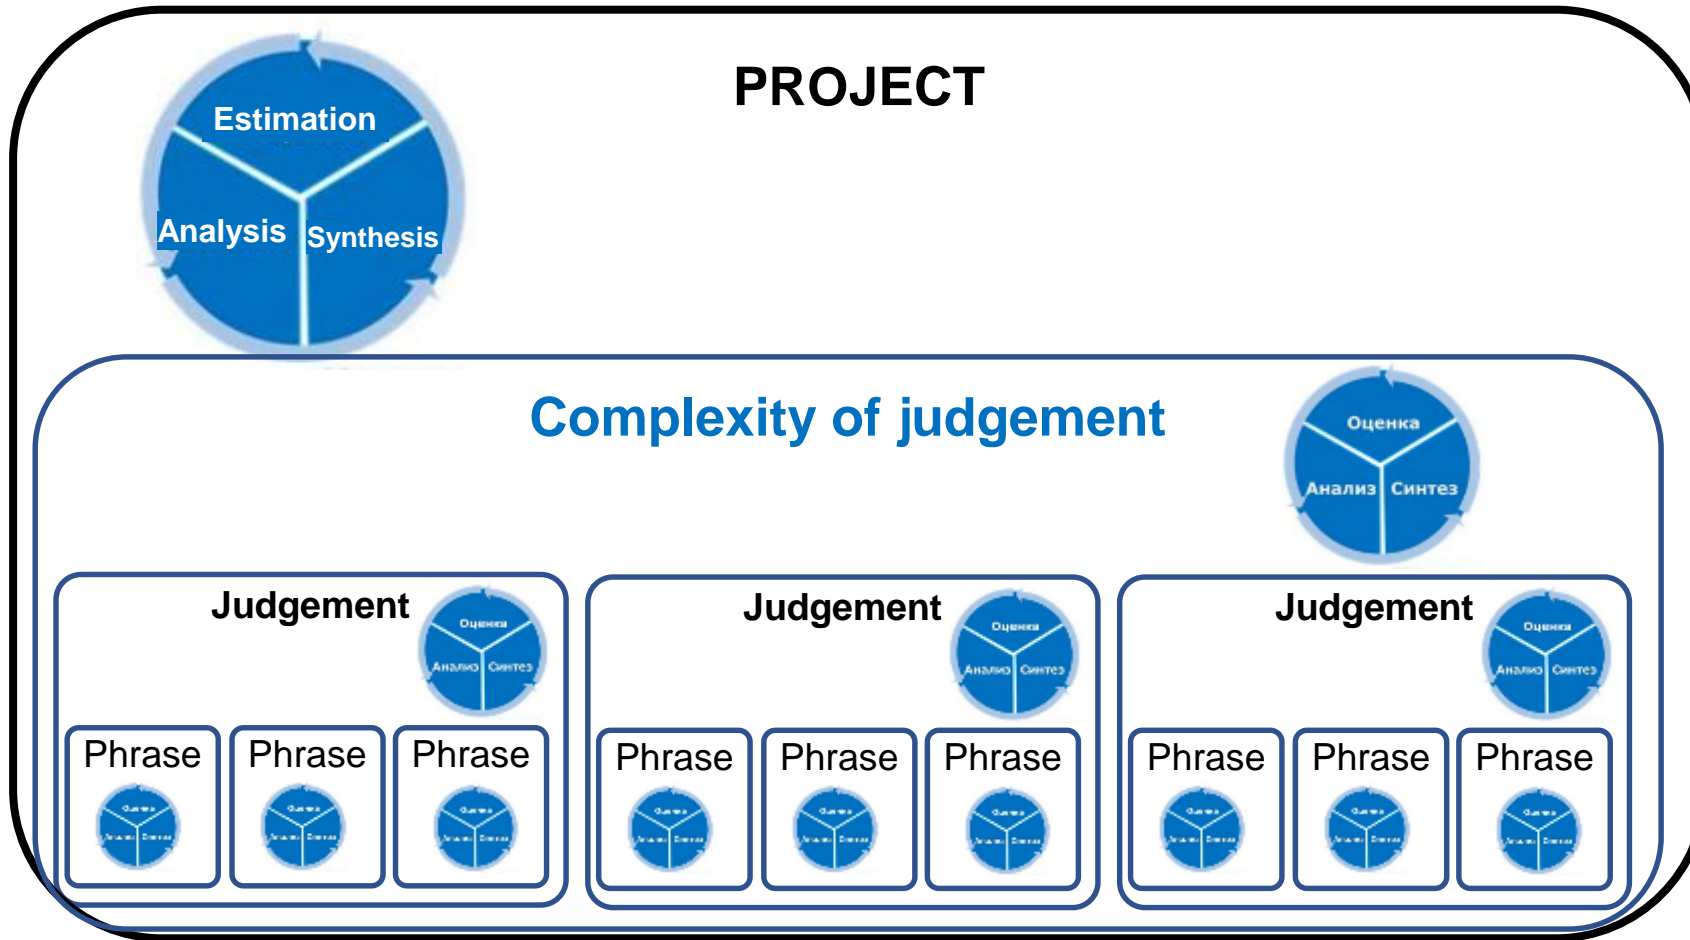 PROJECT
Estimation
Analysis
Synthesis
Complexity of judgement
Оценка
Анализ
Синтез
Judgement
Оценка
Анализ
Синтез
Judgement
Оценка
Анализ
Синтез
Judgement
Оценка
Анализ
Синтез
Phrase
Phrase
Phrase
Phrase
Phrase
Phrase
Phrase
Phrase
Phrase